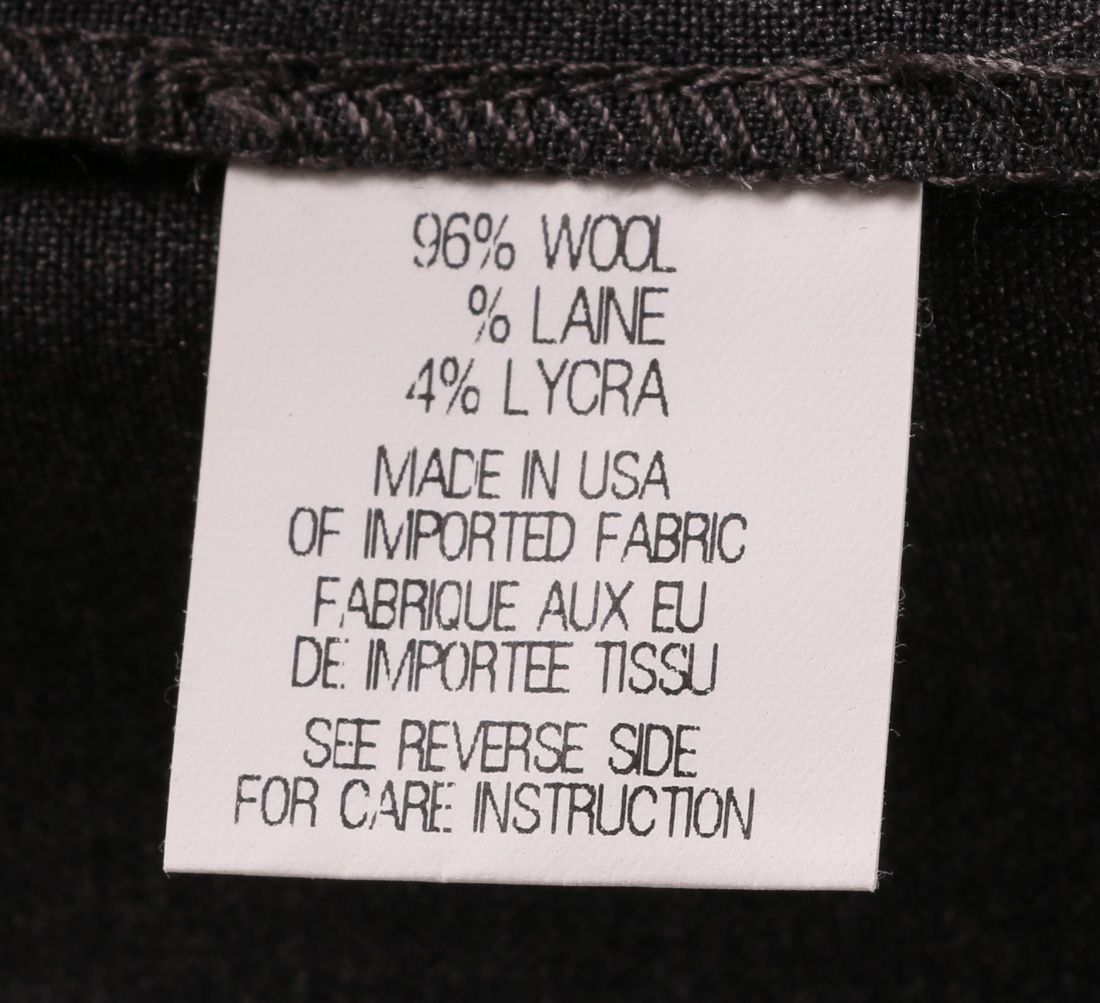 96% WOOL
% LAINE
4% LYCRA
MADE IN USA
OF IMPORTED FABRIC
FABRIQUE AUX EU
DE IMPORTEE TISSU
SEE REVERSE SIDE
FOR CARE INSTRUCTION